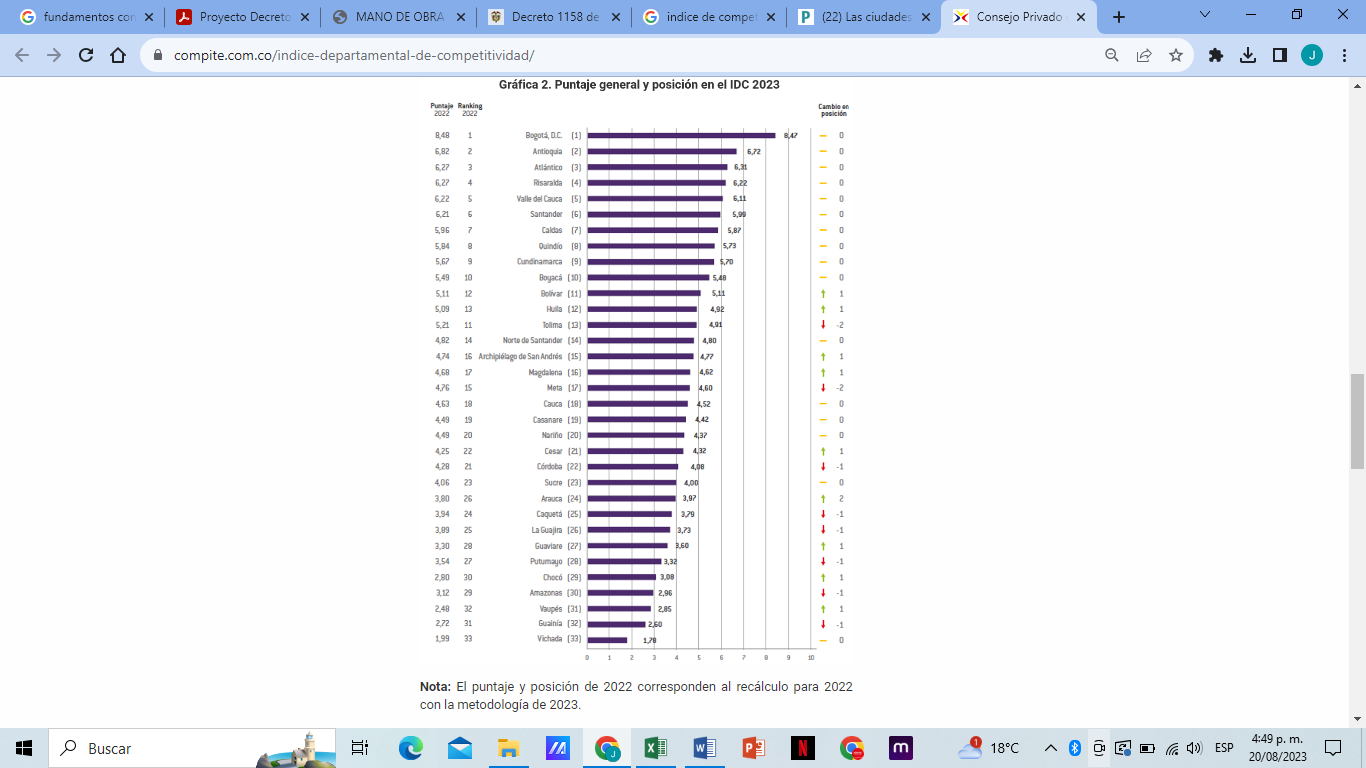 fundamentos con
Proyecto Decreto
MANO DE OBRA
Decreto 1158 de
indice de compet
(22) Las ciudades
Consejo Privado
compite.com.co/indice-departamental-de-competitividad/
J
Gráfica 2. Puntaje general y posición en el IDC 2023
Puntaje 2022 Ranking 2022 Cambio en posición
8,48 1 Bogotá, D.C. (1) 8,47 0
6,82 2 Antioquia (2) 6,72 0
6,27 3 Atlántico (3) 6,31 0
6,27 4 Risaralda (4) 6,22 0
6,22 5 Valle del Cauca (5) 6,11 0
6,21 6 Santander (6) 5,99 0
5,96 7 Caldas (7) 5,87 0
5,84 8 Quindío (8) 5,73 0
5,67 9 Cundinamarca (9) 5,70 0
5,49 10 Boyacá (10) 5,48 0
5,11 12 Bolívar (11) 5,11 1
5,09 13 Huila (12) 4,92 1
5,21 11 Tolima (13) 4,91 -2
4,82 14 Norte de Santander (14) 4,80 0
4,74 16 Archipiélago de San Andrés (15) 4,77 1
4,68 17 Magdalena (16) 4,62 1
4,76 15 Meta (17) 4,60 -2
4,63 18 Cauca (18) 4,52 0
4,49 19 Casanare (19) 4,42 0
4,49 20 Nariño (20) 4,37 0
4,25 22 Cesar (21) 4,32 1
4,28 21 Córdoba (22) 4,08 -1
4,06 23 Sucre (23) 4,00 0
3,80 26 Arauca (24) 3,97 2
3,94 24 Caquetá (25) 3,79 -1
3,89 25 La Guajira (26) 3,73 -1
3,30 28 Guaviare (27) 3,60 1
3,54 27 Putumayo (28) 3,32 -1
2,80 30 Chocó (29) 3,08 1
3,12 29 Amazonas (30) 2,96 -1
2,48 32 Vaupés (31) 2,85 1
2,72 31 Guainía (32) 2,60 -1
1,99 33 Vichada (33) 1,78 0
0 1 2 3 4 5 6 7 8 9 10
Nota: El puntaje y posición de 2022 corresponden al recálculo para 2022
con la metodología de 2023.
Buscar
1
18°C
ESP
4:49 p. m.
20/08/2023